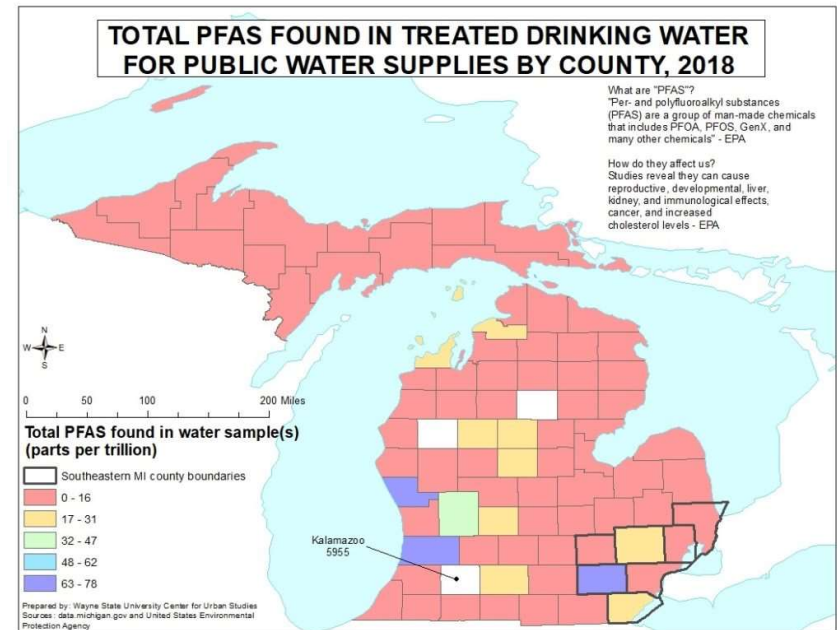 TOTAL PFAS FOUND IN TREATED DRINKING WATER
FOR PUBLIC WATER SUPPLIES BY COUNTY, 2018
What are "PFAS"?
"Per- and polyfluoroalkyl substances
(PFAS) are a group of man-made chemicals
that includes PFOA, PFOS, GenX, and
many other chemicals" - EPA
How do they affect us?
Studies reveal they can cause
reproductive, developmental, liver,
kidney, and immunological effects,
cancer, and increased
cholesterol levels - EPA
N
W E
S
0 50 100 200 Miles
Total PFAS found in water sample(s)
(parts per trillion)
Southeastern MI county boundaries
0 - 16
17 - 31
32 - 47
48 - 62
63 - 78
Kalamazoo
5955
Prepared by: Wayne State University Center for Urban Studies
Sources: data.michigan.gov and United States Environmental
Protection Agency